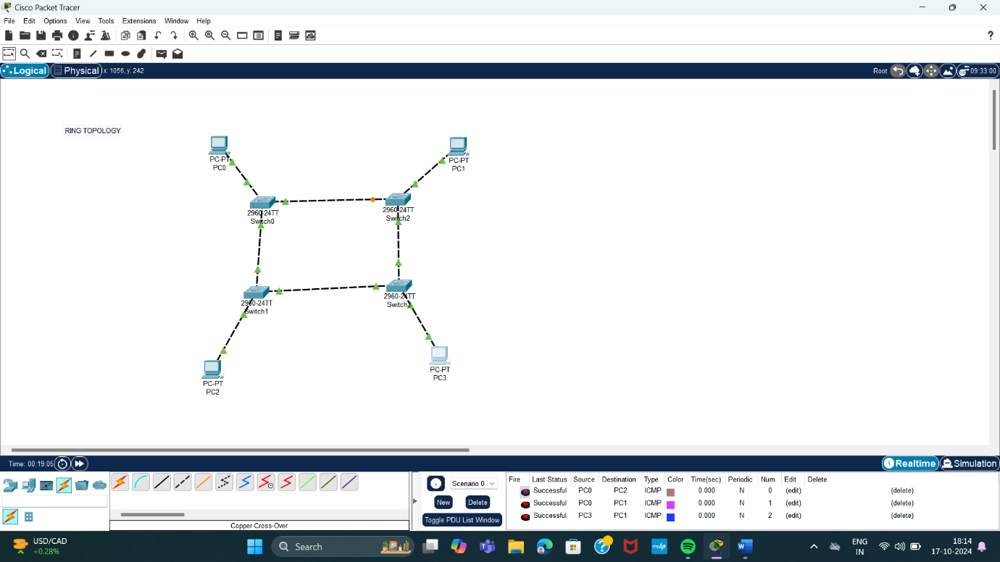 Cisco Packet Tracer
File Edit Options View Tools Extensions Window Help
?
Logical Physical x: 1056, y: 242 Root 09:33:00
RING TOPOLOGY
PC-PT
PC0
PC-PT
PC1
2960-24TT
Switch0
2960-24TT
Switch2
2960-24TT
Switch1
2960-24TT
PC-PT
PC2
PC-PT
PC3
Time: 00:19:05 Realtime Simulation
Scenario 0
New Delete
Toggle PDU List Window
Copper Cross-Over
Fire Last Status Source Destination Type Color Time(sec) Periodic Num Edit Delete
Successful PC0 PC2 ICMP 0.000 N 0 (edit) (delete)
Successful PC0 PC1 ICMP 0.000 N 1 (edit) (delete)
Successful PC3 PC1 ICMP 0.000 N 2 (edit) (delete)
USD/CAD
+0.28%
Search
ENG
IN
18:14
17-10-2024